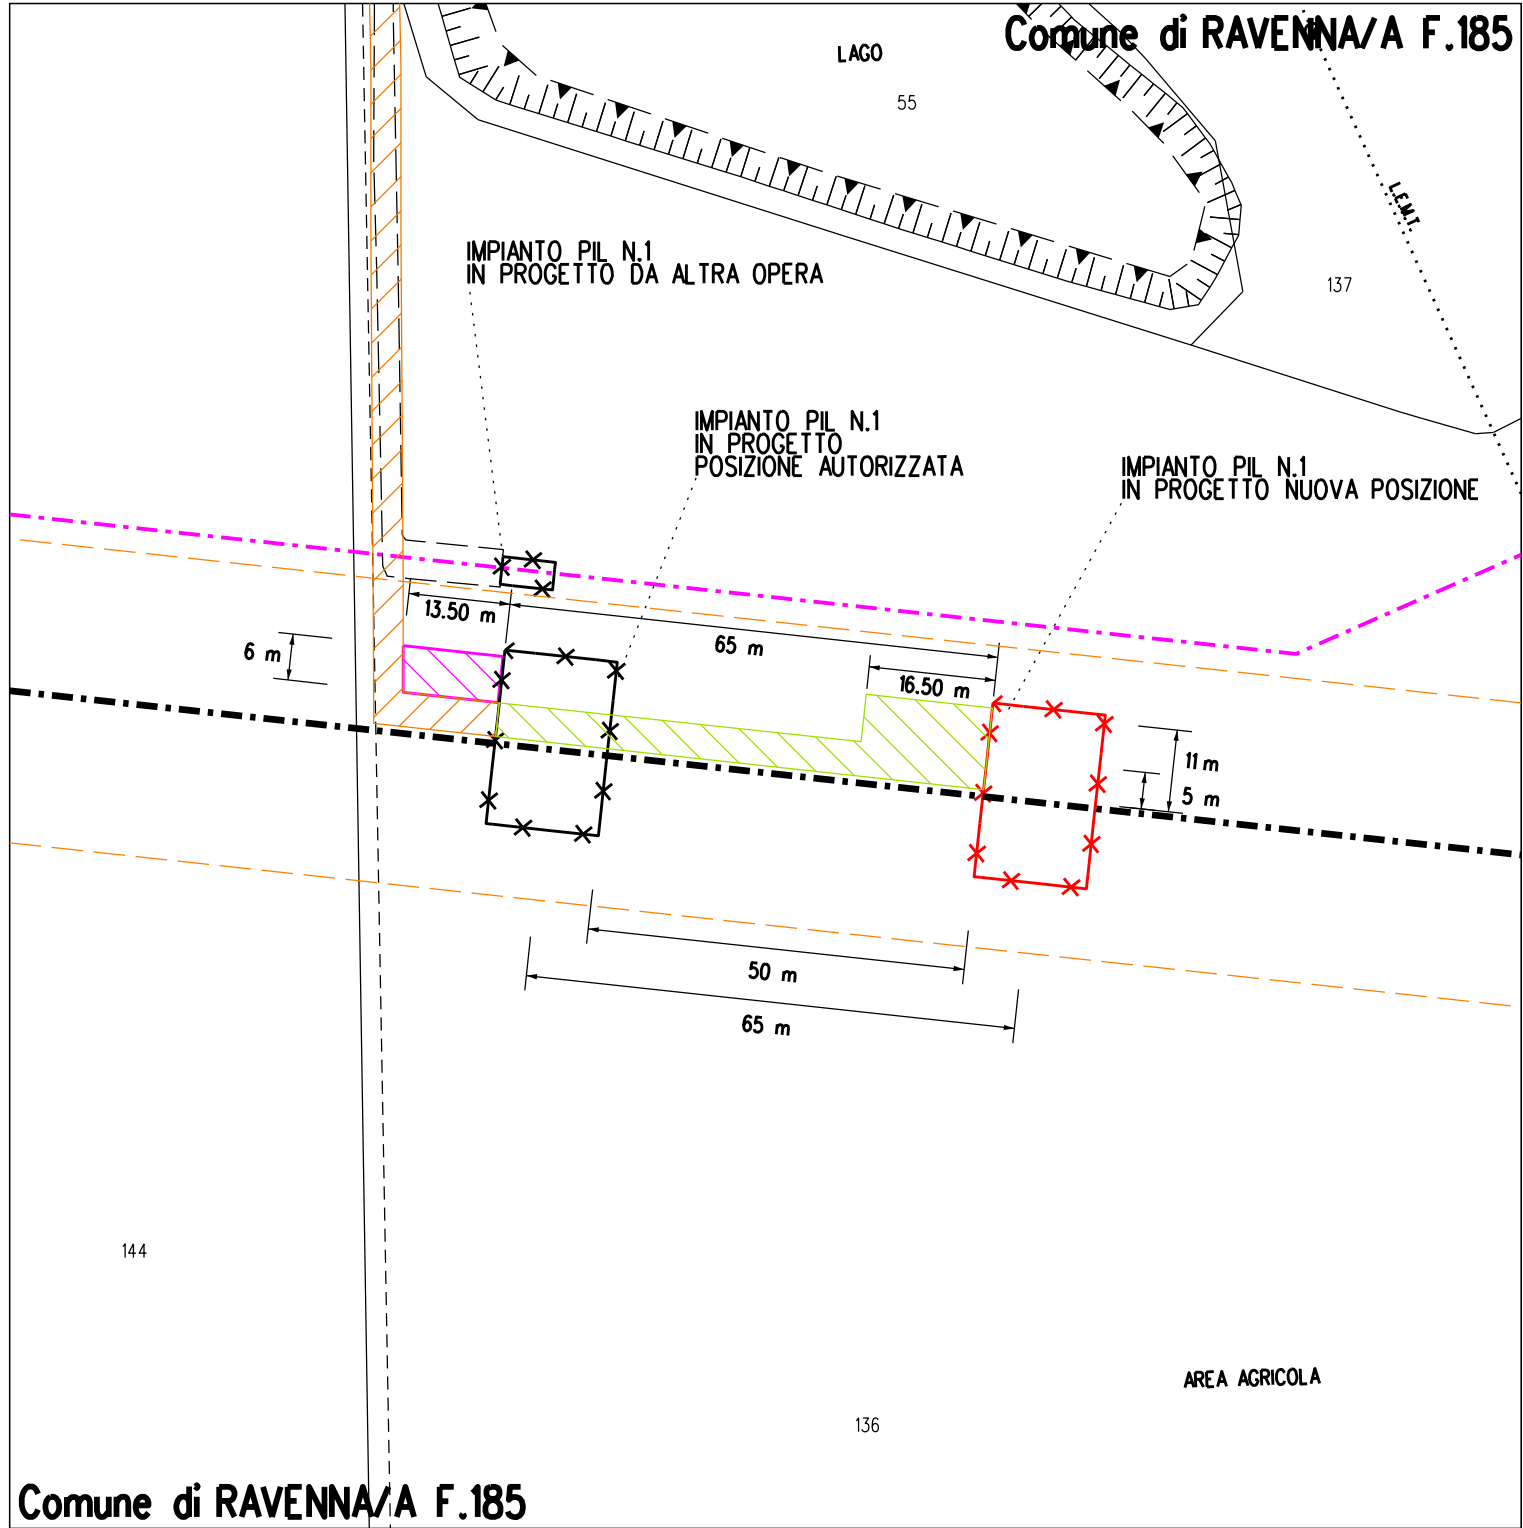 Comune di RAVENNA/A F.185
LAGO
55
L.E.M.T.
137
IMPIANTO PIL N.1
IN PROGETTO DA ALTRA OPERA
IMPIANTO PIL N.1
IN PROGETTO
POSIZIONE AUTORIZZATA
IMPIANTO PIL N.1
IN PROGETTO NUOVA POSIZIONE
13.50 m
65 m
6 m
16.50 m
11 m
5 m
50 m
65 m
144
AREA AGRICOLA
136
Comune di RAVENNA/A F.185